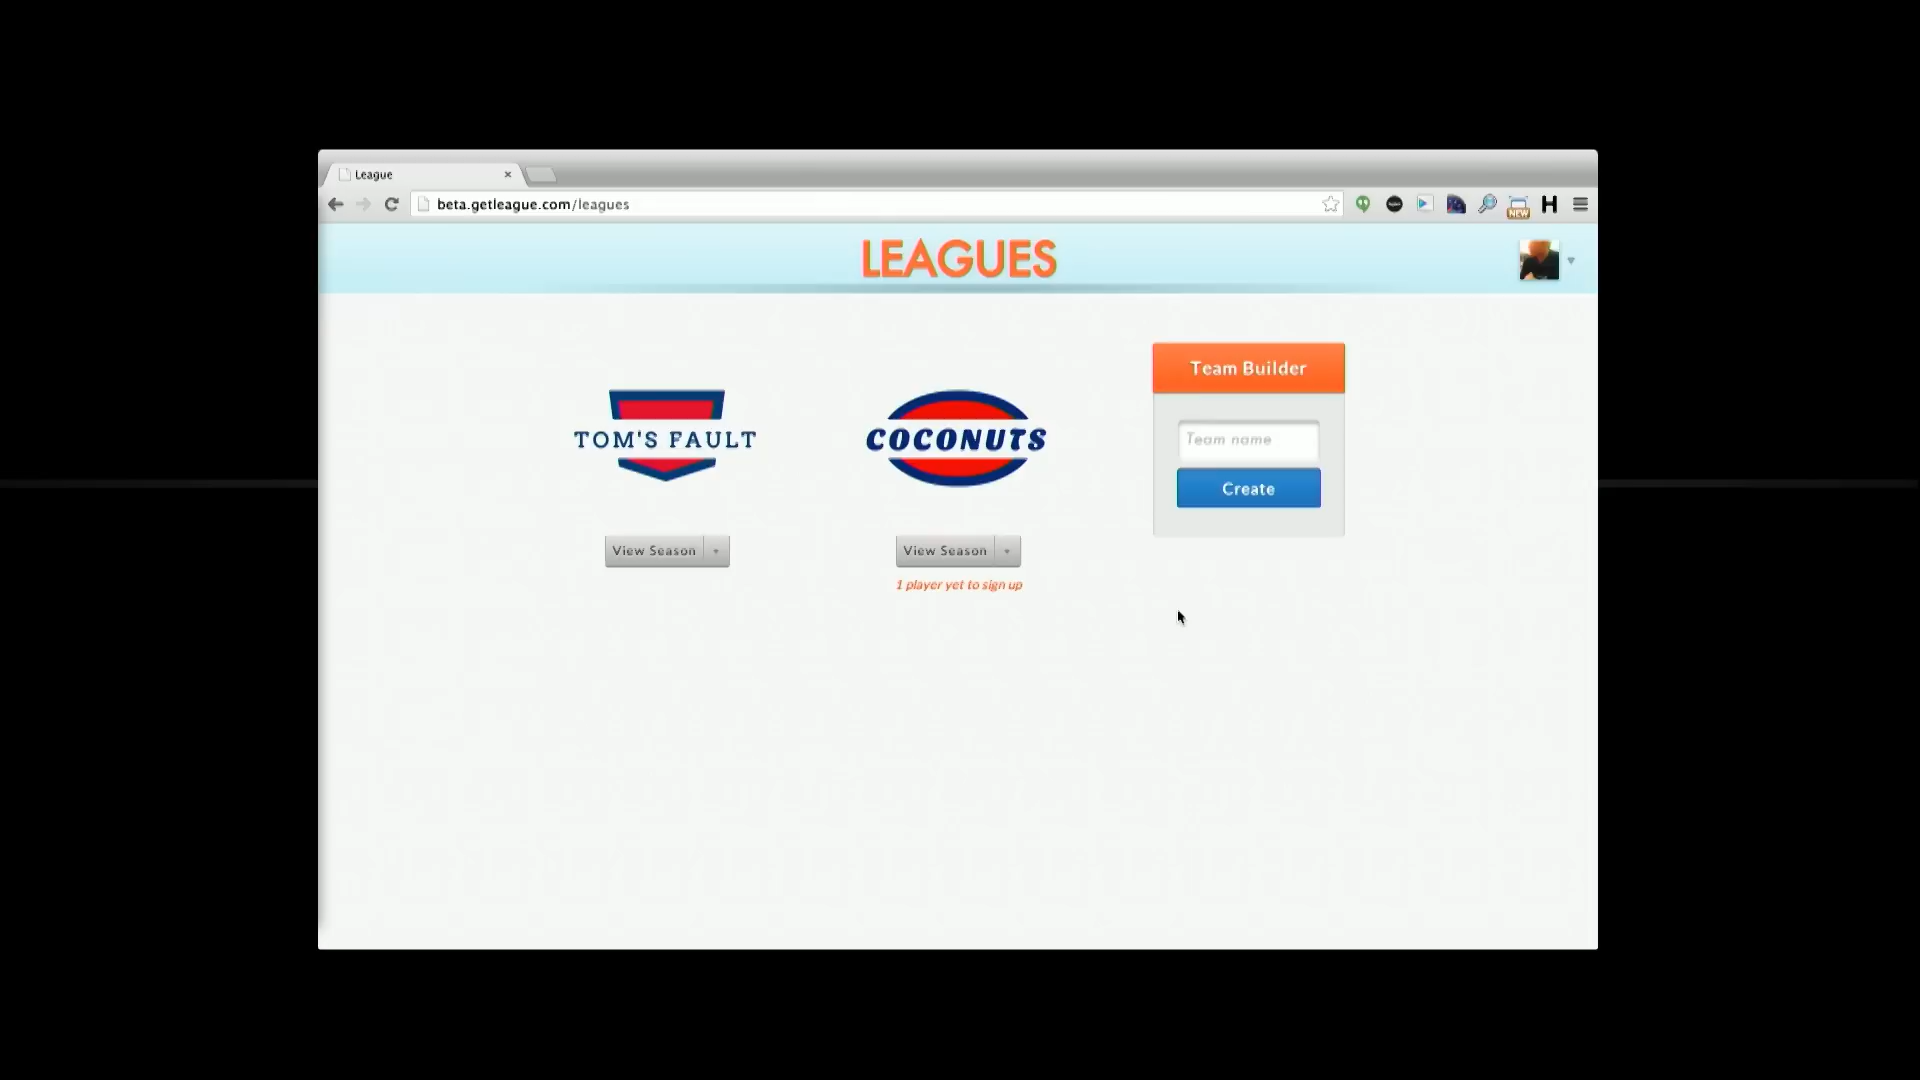 League
beta.getleague.com/leagues
NEW
H
LEAGUES
Team Builder
TOM'S FAULT
COCONUTS
Team name
Create
View Season
View Season
1 player yet to sign up